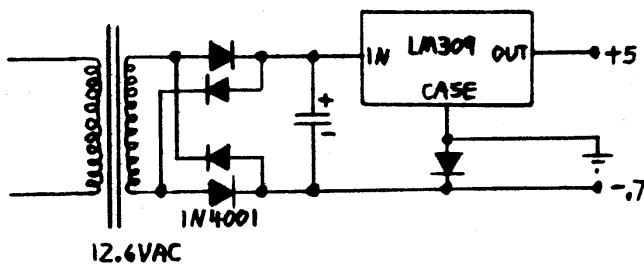 IN LM309 OUT
CASE
+5
+
-
-.7
1N4001
12.6VAC